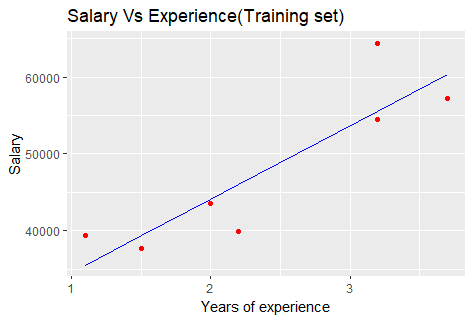 Salary Vs Experience(Training set)
60000
50000
40000
Salary
1
2
3
Years of experience